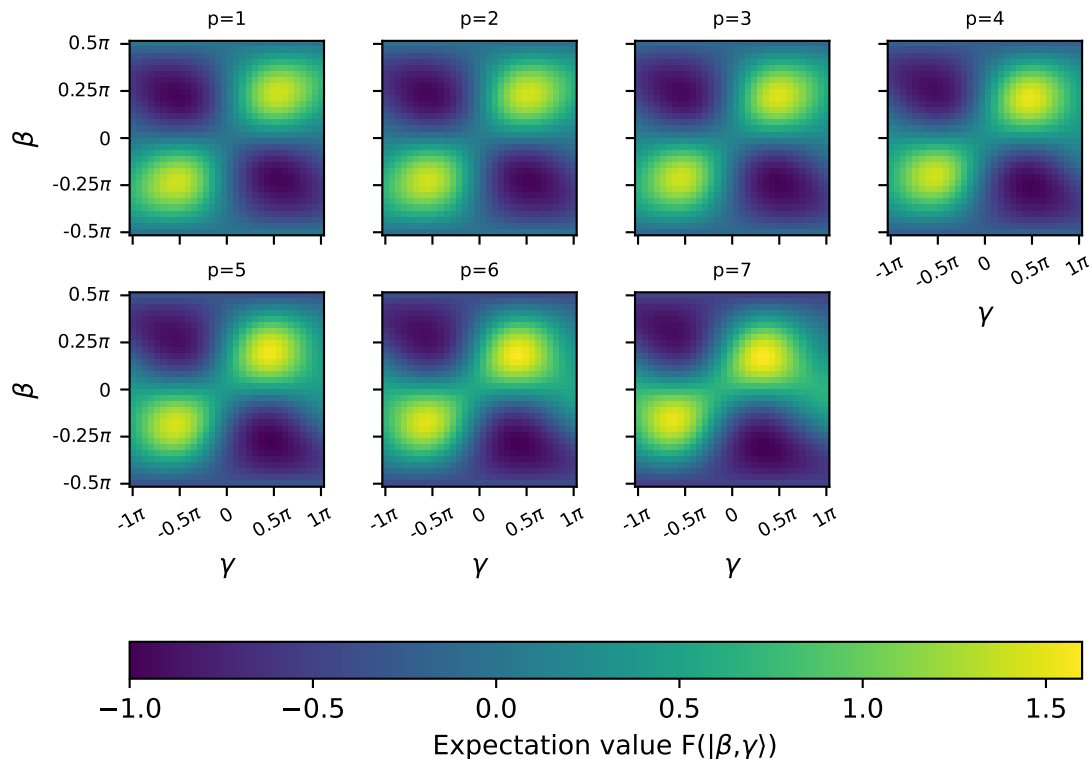 p=1 p=2 p=3 p=4
0.5π
0.25π
0
-0.25π
-0.5π
β
-1π -0.5π 0 0.5π 1π
γ
p=5 p=6 p=7
0.5π
0.25π
0
-0.25π
-0.5π
β
-1π -0.5π 0 0.5π 1π -1π -0.5π 0 0.5π 1π -1π -0.5π 0 0.5π 1π
γ γ γ
−1.0 −0.5 0.0 0.5 1.0 1.5
Expectation value F(|β,γ⟩)